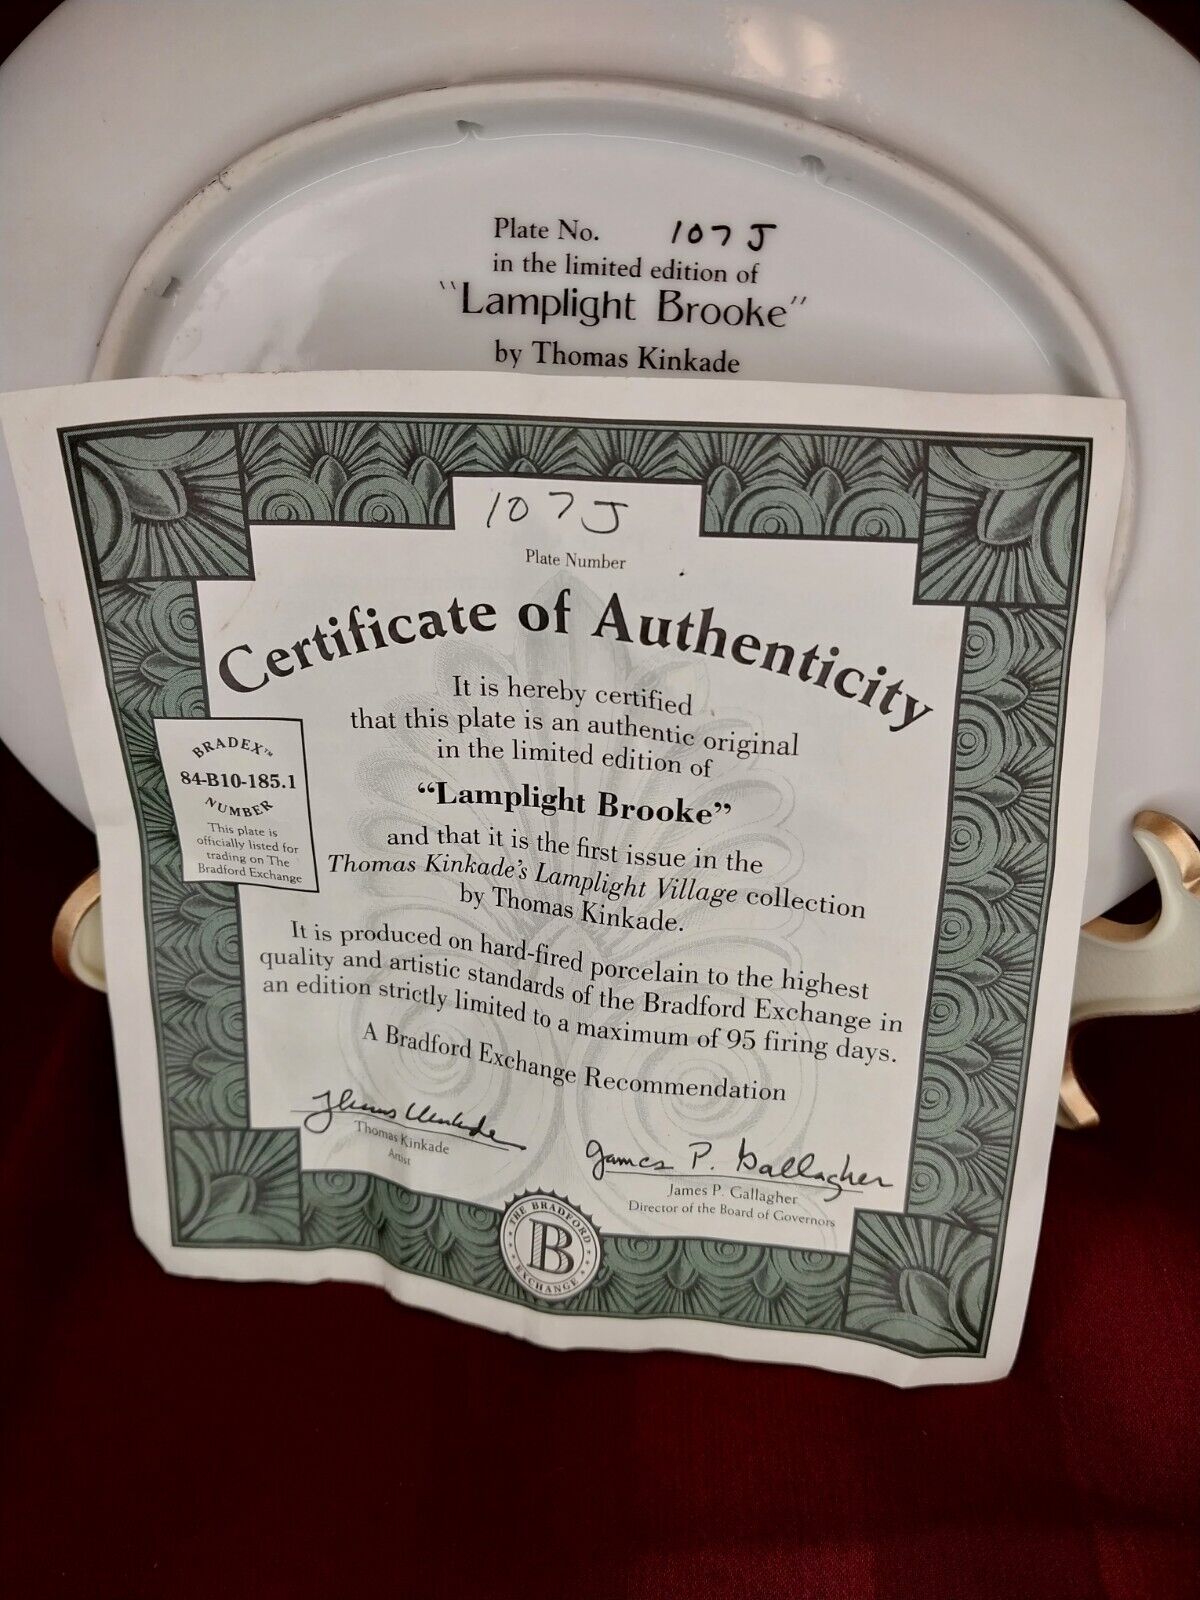 Plate No. 107J
in the limited edition of
"Lamplight Brooke"
by Thomas Kinkade
107J
Plate Number
Certificate of Authenticity
It is hereby certified
that this plate is an authentic original
in the limited edition of
“Lamplight Brooke”
and that it is the first issue in the
Thomas Kinkade's Lamplight Village collection
by Thomas Kinkade.
BRADEX™
84-B10-185.1
NUMBER
This plate is
officially listed for
trading on The
Bradford Exchange
It is produced on hard-fired porcelain to the highest
quality and artistic standards of the Bradford Exchange in
an edition strictly limited to a maximum of 95 firing days.
A Bradford Exchange Recommendation
Thomas Kinkade
Thomas Kinkade
Artist
James P. Gallagher
James P. Gallagher
Director of the Board of Governors
THE BRADFORD
B
EXCHANGE